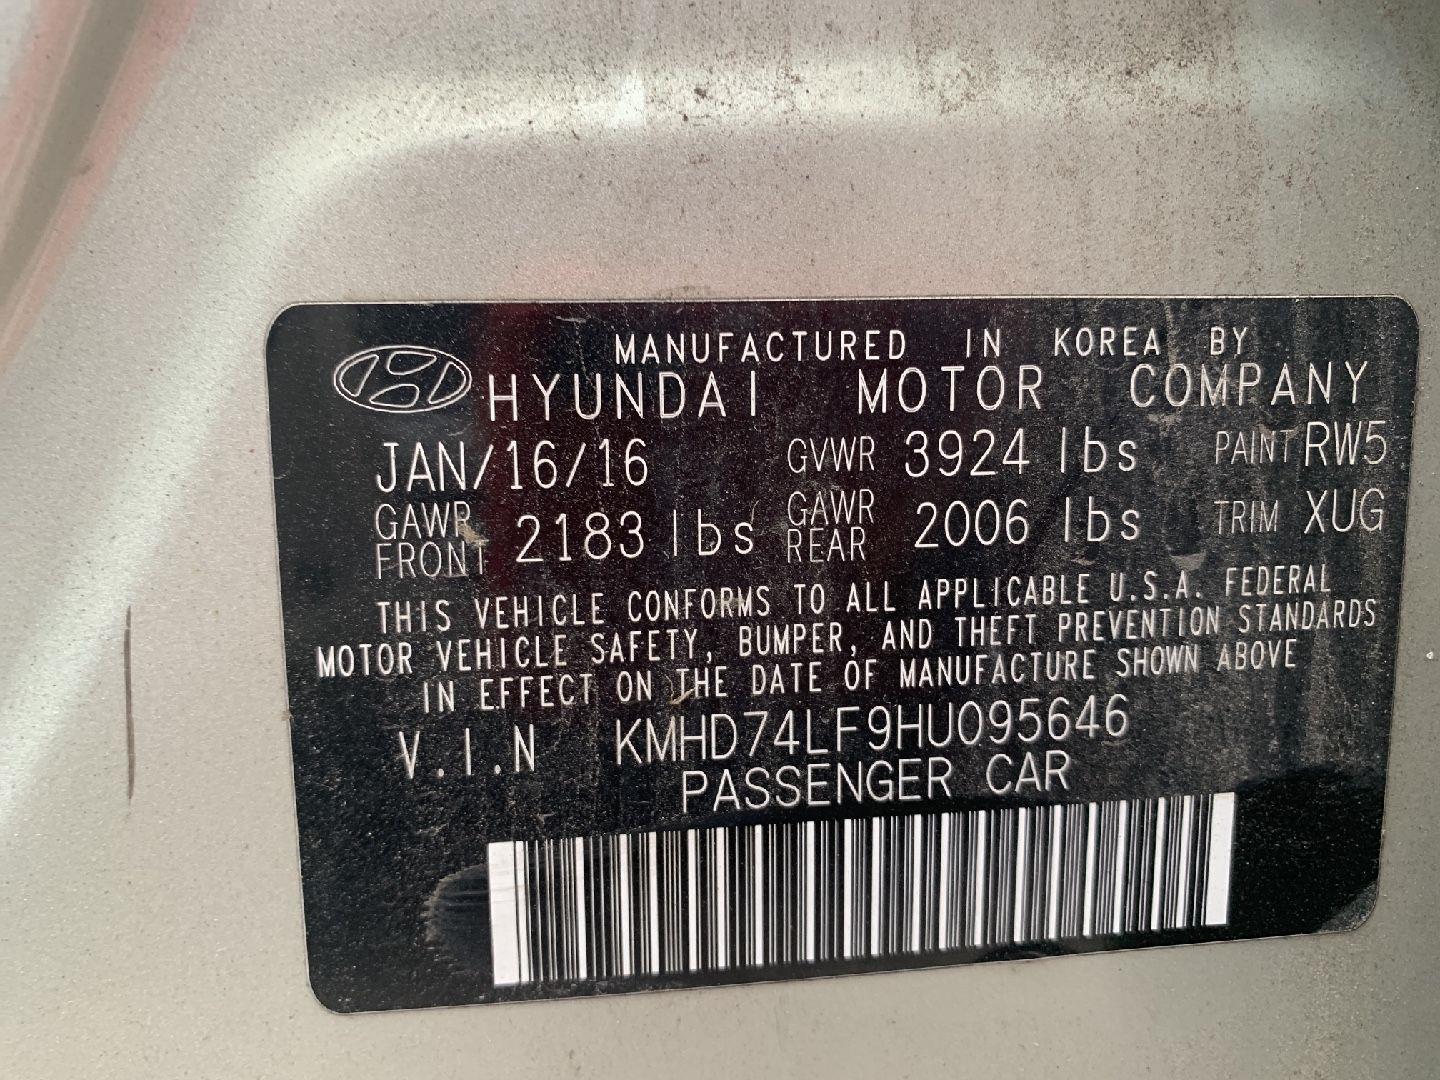 MANUFACTURED IN KOREA BY
HYUNDAI MOTOR COMPANY
JAN/16/16 GVWR 3924 lbs PAINT RW5
GAWR FRONT 2183 lbs GAWR REAR 2006 lbs TRIM XUG
THIS VEHICLE CONFORMS TO ALL APPLICABLE U.S.A. FEDERAL
MOTOR VEHICLE SAFETY, BUMPER, AND THEFT PREVENTION STANDARDS
IN EFFECT ON THE DATE OF MANUFACTURE SHOWN ABOVE
V.I.N KMHD74LF9HU095646
PASSENGER CAR